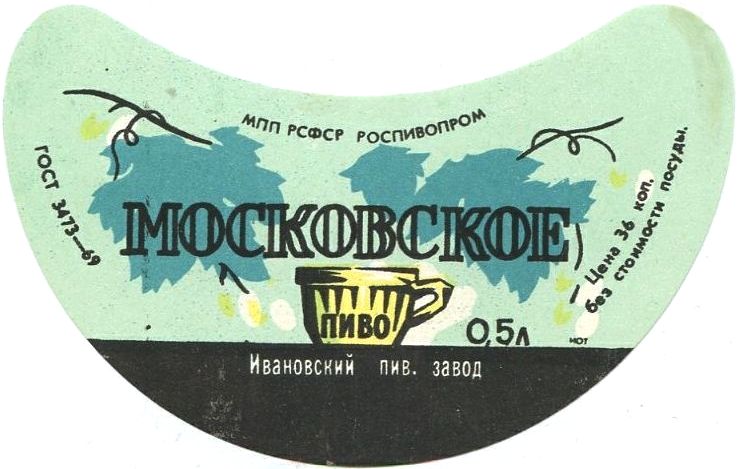 МПП РСФСР РОСПИВОПРОМ
ГОСТ 3473—69
МОСКОВСКОЕ
Цена 36 коп.
без стоимости посуды.
ПИВО
0,5л
ИОТ
Ивановский пив. завод